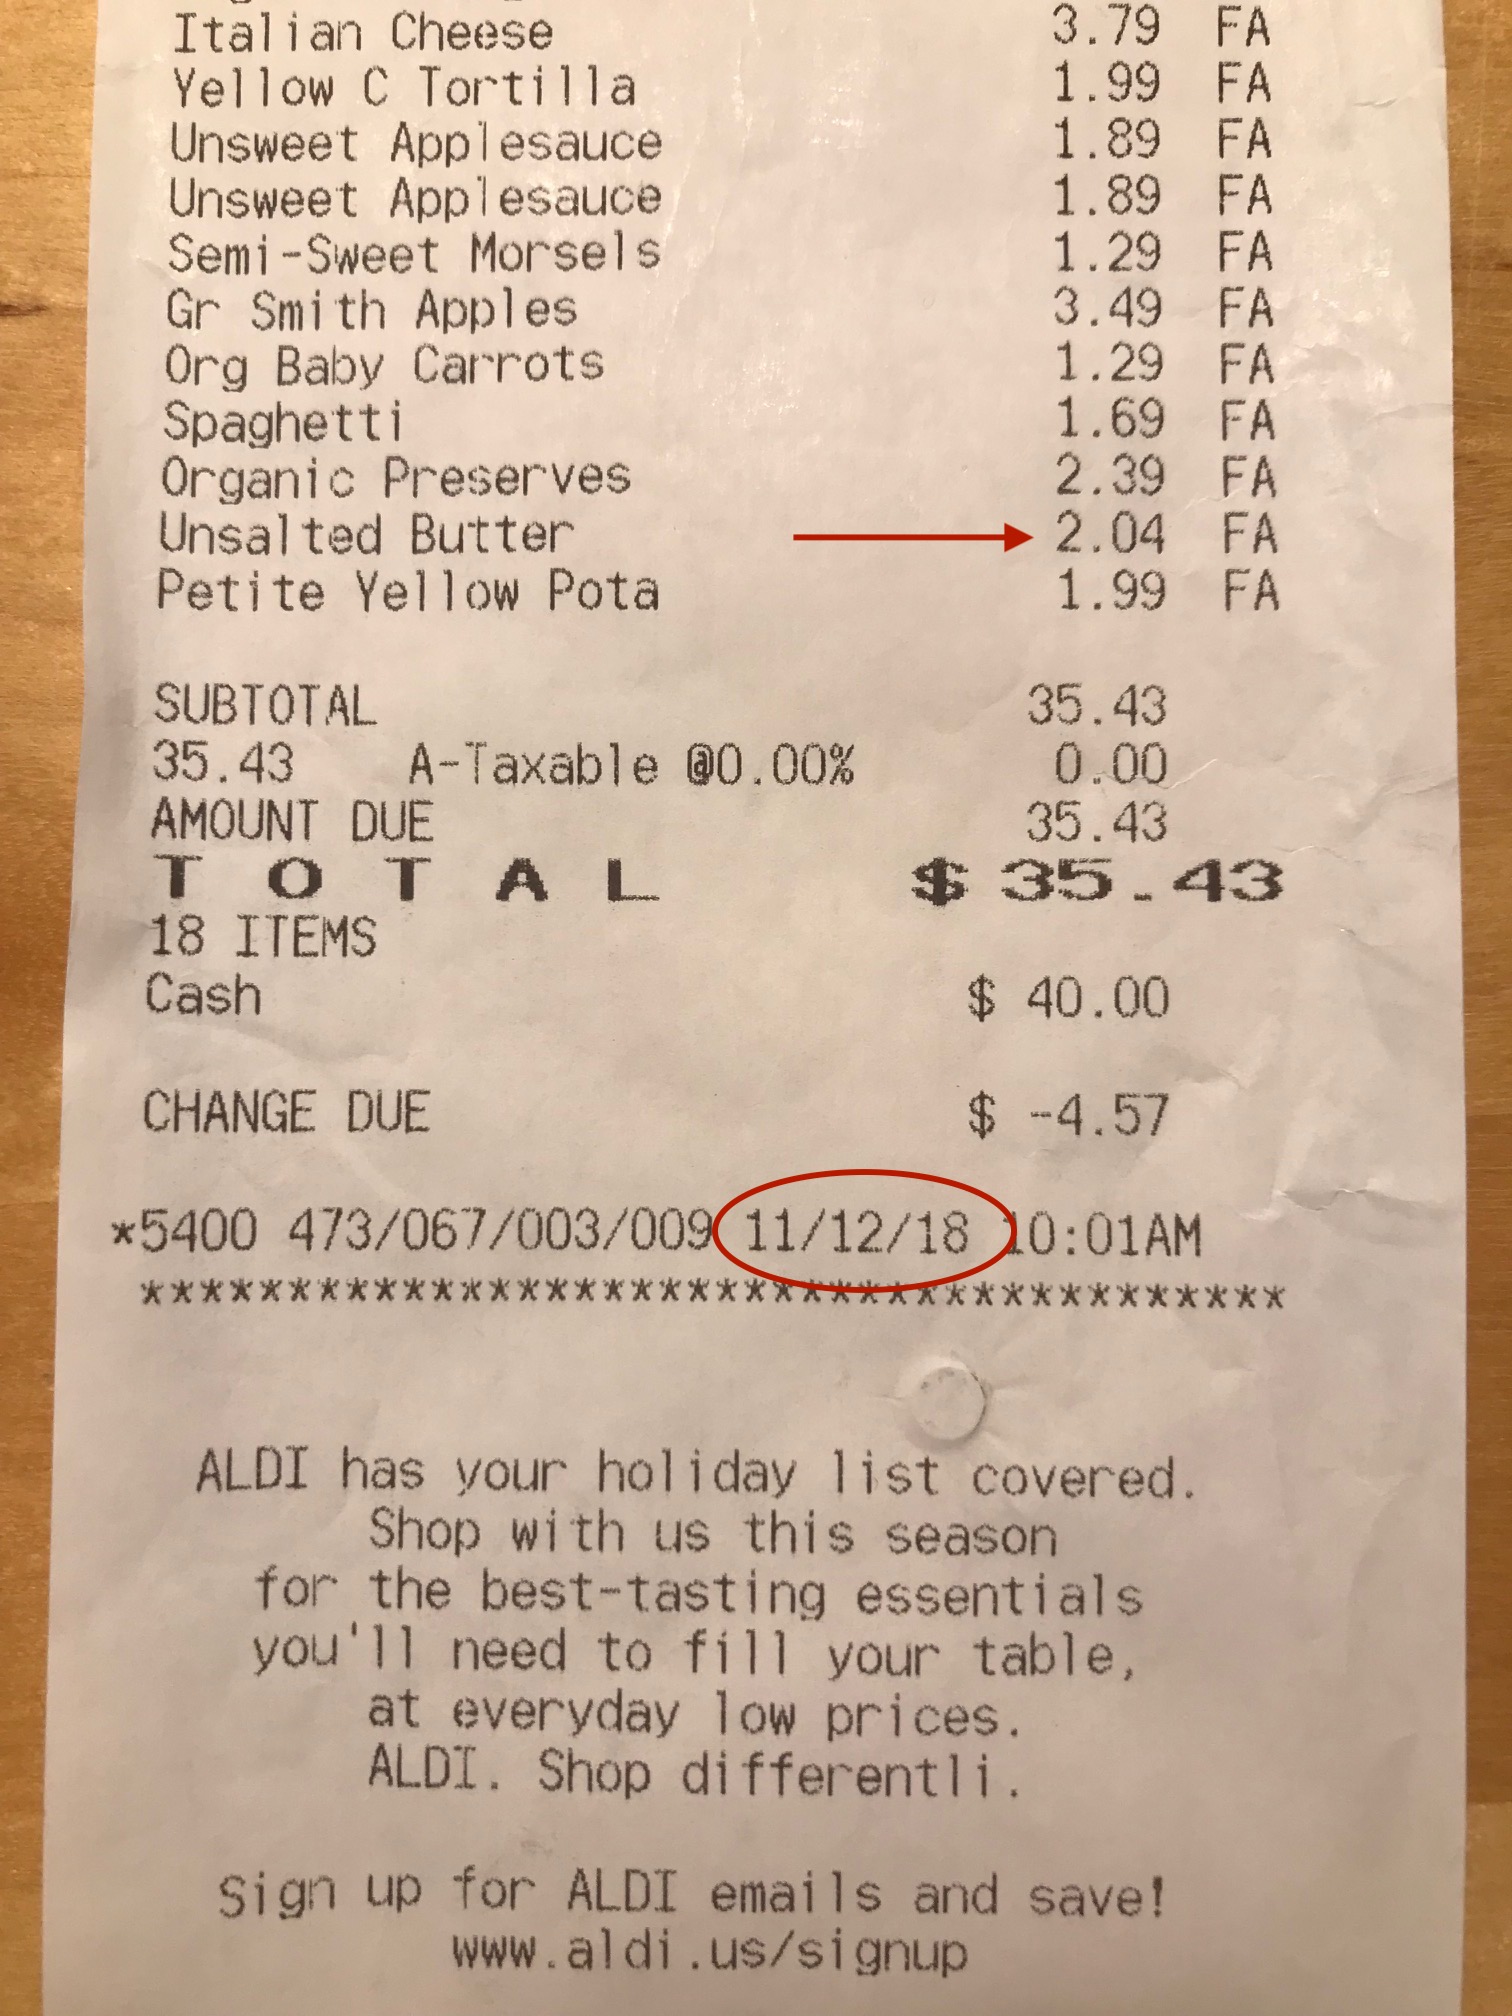 Italian Cheese 3.79 FA
Yellow C Tortilla 1.99 FA
Unsweet Applesauce 1.89 FA
Unsweet Applesauce 1.89 FA
Semi-Sweet Morsels 1.29 FA
Gr Smith Apples 3.49 FA
Org Baby Carrots 1.29 FA
Spaghetti 1.69 FA
Organic Preserves 2.39 FA
Unsalted Butter 2.04 FA
Petite Yellow Pota 1.99 FA
SUBTOTAL 35.43
35.43 A-Taxable @0.00% 0.00
AMOUNT DUE 35.43
T O T A L $ 35.43
18 ITEMS
Cash $ 40.00
CHANGE DUE $ -4.57
*5400 473/067/003/009 11/12/18 10:01AM
****************************************
ALDI has your holiday list covered.
Shop with us this season
for the best-tasting essentials
you'll need to fill your table,
at everyday low prices.
ALDI. Shop differentli.
Sign up for ALDI emails and save!
www.aldi.us/signup